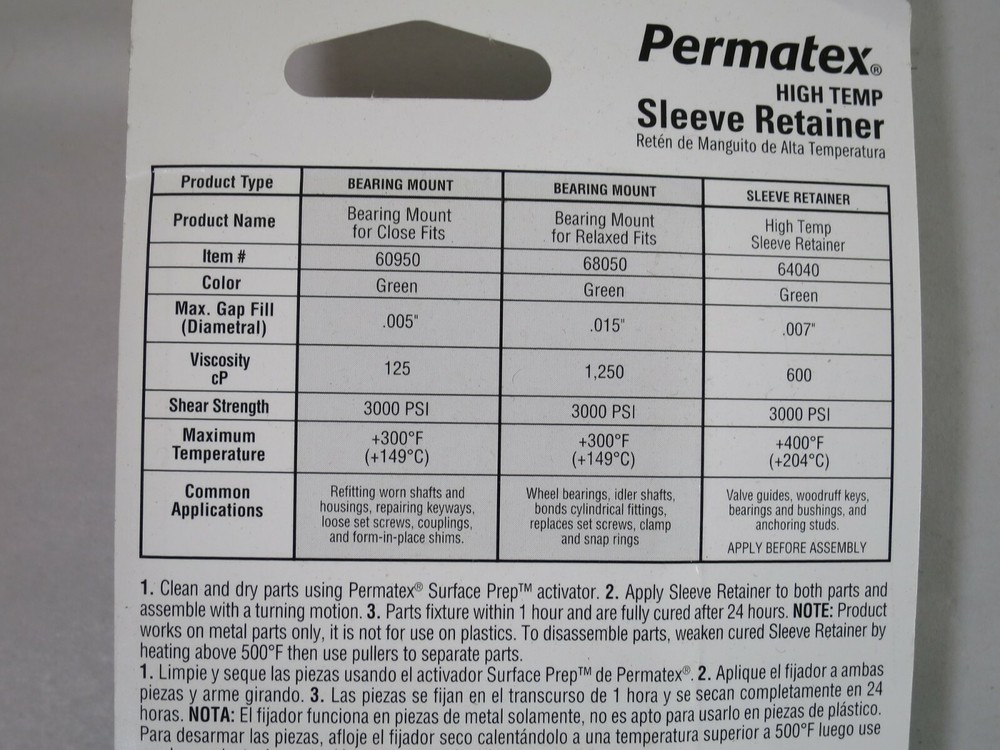 Permatex®
HIGH TEMP
Sleeve Retainer
Retén de Manguito de Alta Temperatura
Product Type BEARING MOUNT BEARING MOUNT SLEEVE RETAINER
Product Name Bearing Mount for Close Fits Bearing Mount for Relaxed Fits High Temp Sleeve Retainer
Item # 60950 68050 64040
Color Green Green Green
Max. Gap Fill (Diametral) .005" .015" .007"
Viscosity cP 125 1,250 600
Shear Strength 3000 PSI 3000 PSI 3000 PSI
Maximum Temperature +300°F (+149°C) +300°F (+149°C) +400°F (+204°C)
Common Applications
Refitting worn shafts and
housings, repairing keyways,
loose set screws, couplings,
and form-in-place shims.
Wheel bearings, idler shafts,
bonds cylindrical fittings,
replaces set screws, clamp
and snap rings
Valve guides, woodruff keys,
bearings and bushings, and
anchoring studs.
APPLY BEFORE ASSEMBLY
1. Clean and dry parts using Permatex® Surface Prep™ activator. 2. Apply Sleeve Retainer to both parts and
assemble with a turning motion. 3. Parts fixture within 1 hour and are fully cured after 24 hours. NOTE: Product
works on metal parts only, it is not for use on plastics. To disassemble parts, weaken cured Sleeve Retainer by
heating above 500°F then use pullers to separate parts.
1. Limpie y seque las piezas usando el activador Surface Prep™ de Permatex®. 2. Aplique el fijador a ambas
piezas y arme girando. 3. Las piezas se fijan en el transcurso de 1 hora y se secan completamente en 24
horas. NOTA: El fijador funciona en piezas de metal solamente, no es apto para usarlo en piezas de plástico.
Para desarmar las piezas, afloje el fijador seco calentándolo a una temperatura superior a 500°F luego use